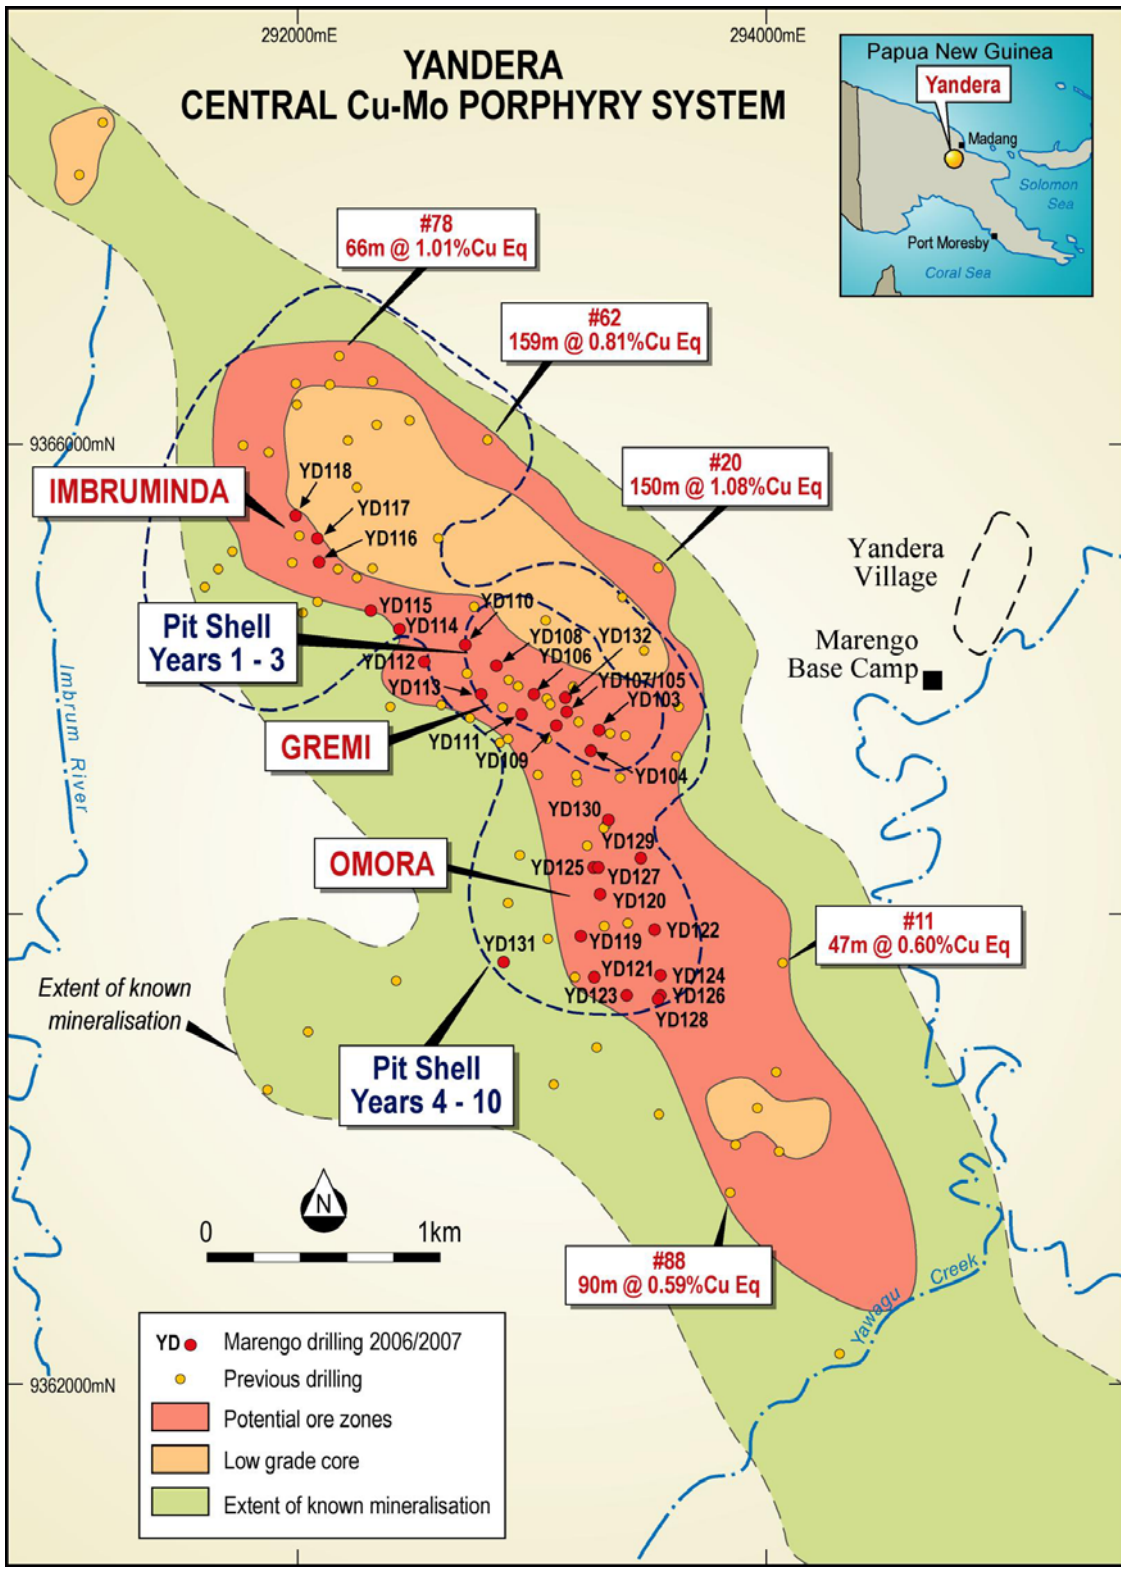 292000mE
294000mE
YANDERA
CENTRAL Cu-Mo PORPHYRY SYSTEM
Papua New Guinea
Yandera
Madang
Solomon
Sea
Port Moresby
Coral Sea
#78
66m @ 1.01%Cu Eq
#62
159m @ 0.81%Cu Eq
9366000mN
#20
150m @ 1.08%Cu Eq
IMBRUMINDA
YD118
YD117
YD116
Yandera
Village
Marengo
Base Camp
Pit Shell
Years 1 - 3
YD115
YD114
YD112
YD113
YD110
YD108
YD132
YD106
YD107/105
YD103
GREMI
YD111
YD109
YD104
Imbrum River
YD130
YD129
OMORA
YD125
YD127
YD120
YD131
YD119
YD122
#11
47m @ 0.60%Cu Eq
YD121
YD124
YD123
YD126
YD128
Extent of known
mineralisation
Pit Shell
Years 4 - 10
N
0
1km
#88
90m @ 0.59%Cu Eq
Yawagu Creek
9362000mN
YD
Marengo drilling 2006/2007
Previous drilling
Potential ore zones
Low grade core
Extent of known mineralisation